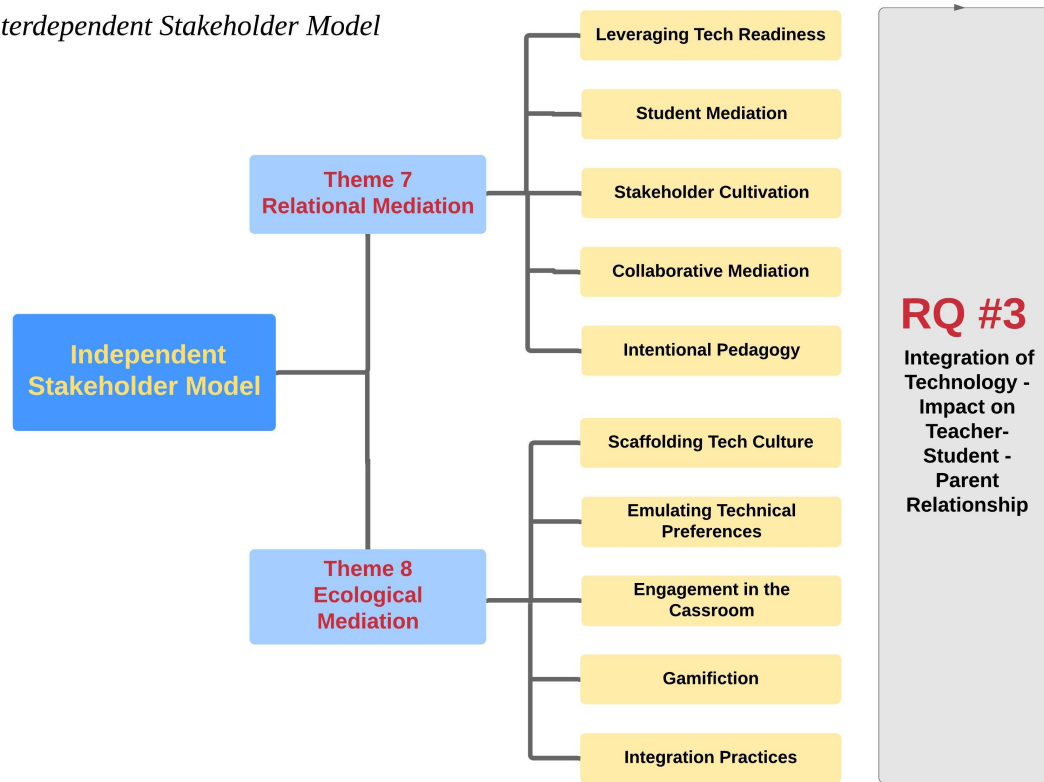 terdependent Stakeholder Model
Leveraging Tech Readiness
Student Mediation
Theme 7
Relational Mediation
Stakeholder Cultivation
Collaborative Mediation
Intentional Pedagogy
Independent
Stakeholder Model
Scaffolding Tech Culture
Emulating Technical
Preferences
Theme 8
Ecological
Mediation
Engagement in the
Cassroom
Gamifiction
Integration Practices
RQ #3
Integration of
Technology -
Impact on
Teacher-
Student -
Parent
Relationship